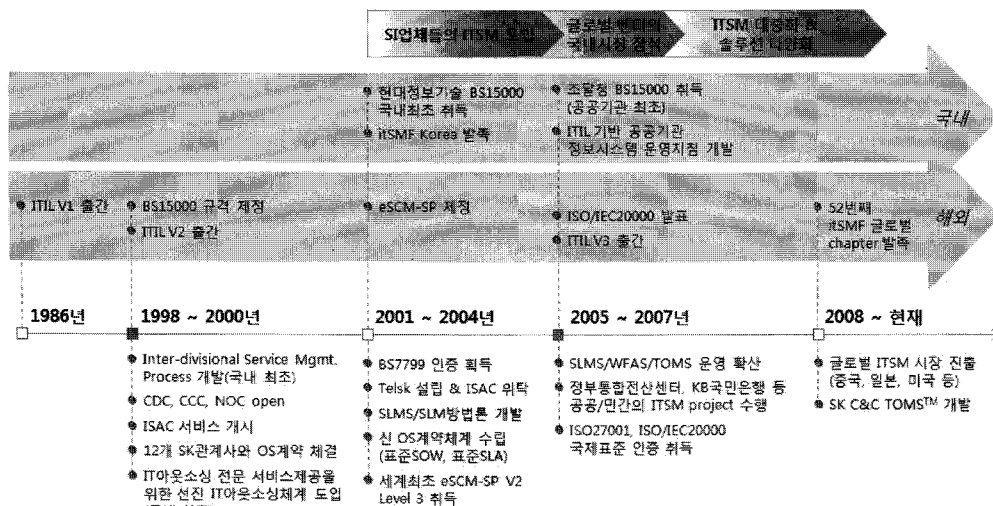 SI업체들의 ITSM 도입
글로벌 벤더의
국내시장 잠식
ITSM 대중화 &
솔루션 다양화
현대정보기술 BS15000
국내최초 취득
itSMF Korea 발족
조달청 BS15000 취득
(공공기관 최초)
ITIL기반 공공기관
정보시스템 운영지침 개발
국내
ITIL V1 출간
BS15000 규격 제정
ITIL V2 출간
eSCM-SP 제정
ISO/IEC20000 발표
ITIL V3 출간
52번째
itSMF 글로벌
chapter 발족
해외
1986년
1998 ~ 2000년
2001 ~ 2004년
2005 ~ 2007년
2008 ~ 현재
Inter-divisional Service Mgmt.
Process 개발(국내 최초)
CDC, CCC, NOC open
ISAC 서비스 개시
12개 SK관계사와 OS계약 체결
IT아웃소싱 전문 서비스제공을
위한 선진 IT아웃소싱체계 도입
BS7799 인증 획득
Telsk 설립 & ISAC 위탁
SLMS/SLM방법론 개발
신 OS계약체계 수립
(표준SOW, 표준SLA)
세계최초 eSCM-SP V2
Level 3 취득
SLMS/WFAS/TOMS 운영 확산
정부통합전산센터, KB국민은행 등
공공/민간의 ITSM project 수행
ISO27001, ISO/IEC20000
국제표준 인증 취득
글로벌 ITSM 시장 진출
(중국, 일본, 미국 등)
SK C&C TOMS™ 개발